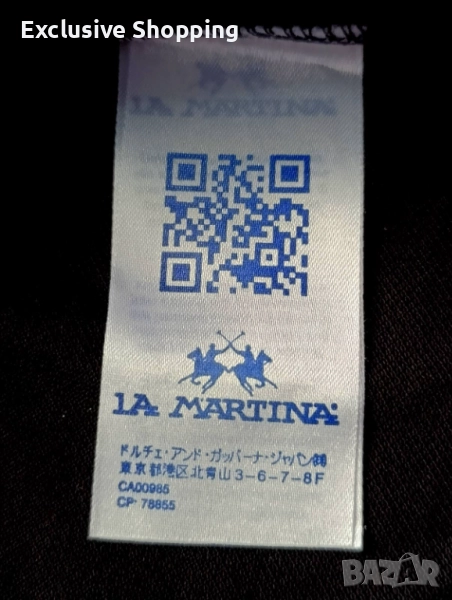 Exclusive Shopping
LA MARTINA
LA MARTINA
ドルチェ・アンド・ガッバーナ・ジャパン㈱
東京都港区北青山3-6-7-8F
CA00985
CP: 78855
BAZAR